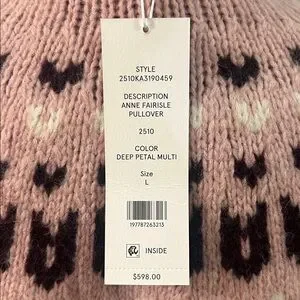 STYLE
2510KA3190459
DESCRIPTION
ANNE FAIRISLE
PULLOVER
2510
COLOR
DEEP PETAL MULTI
Size
L
197787263213
INSIDE
$598.00